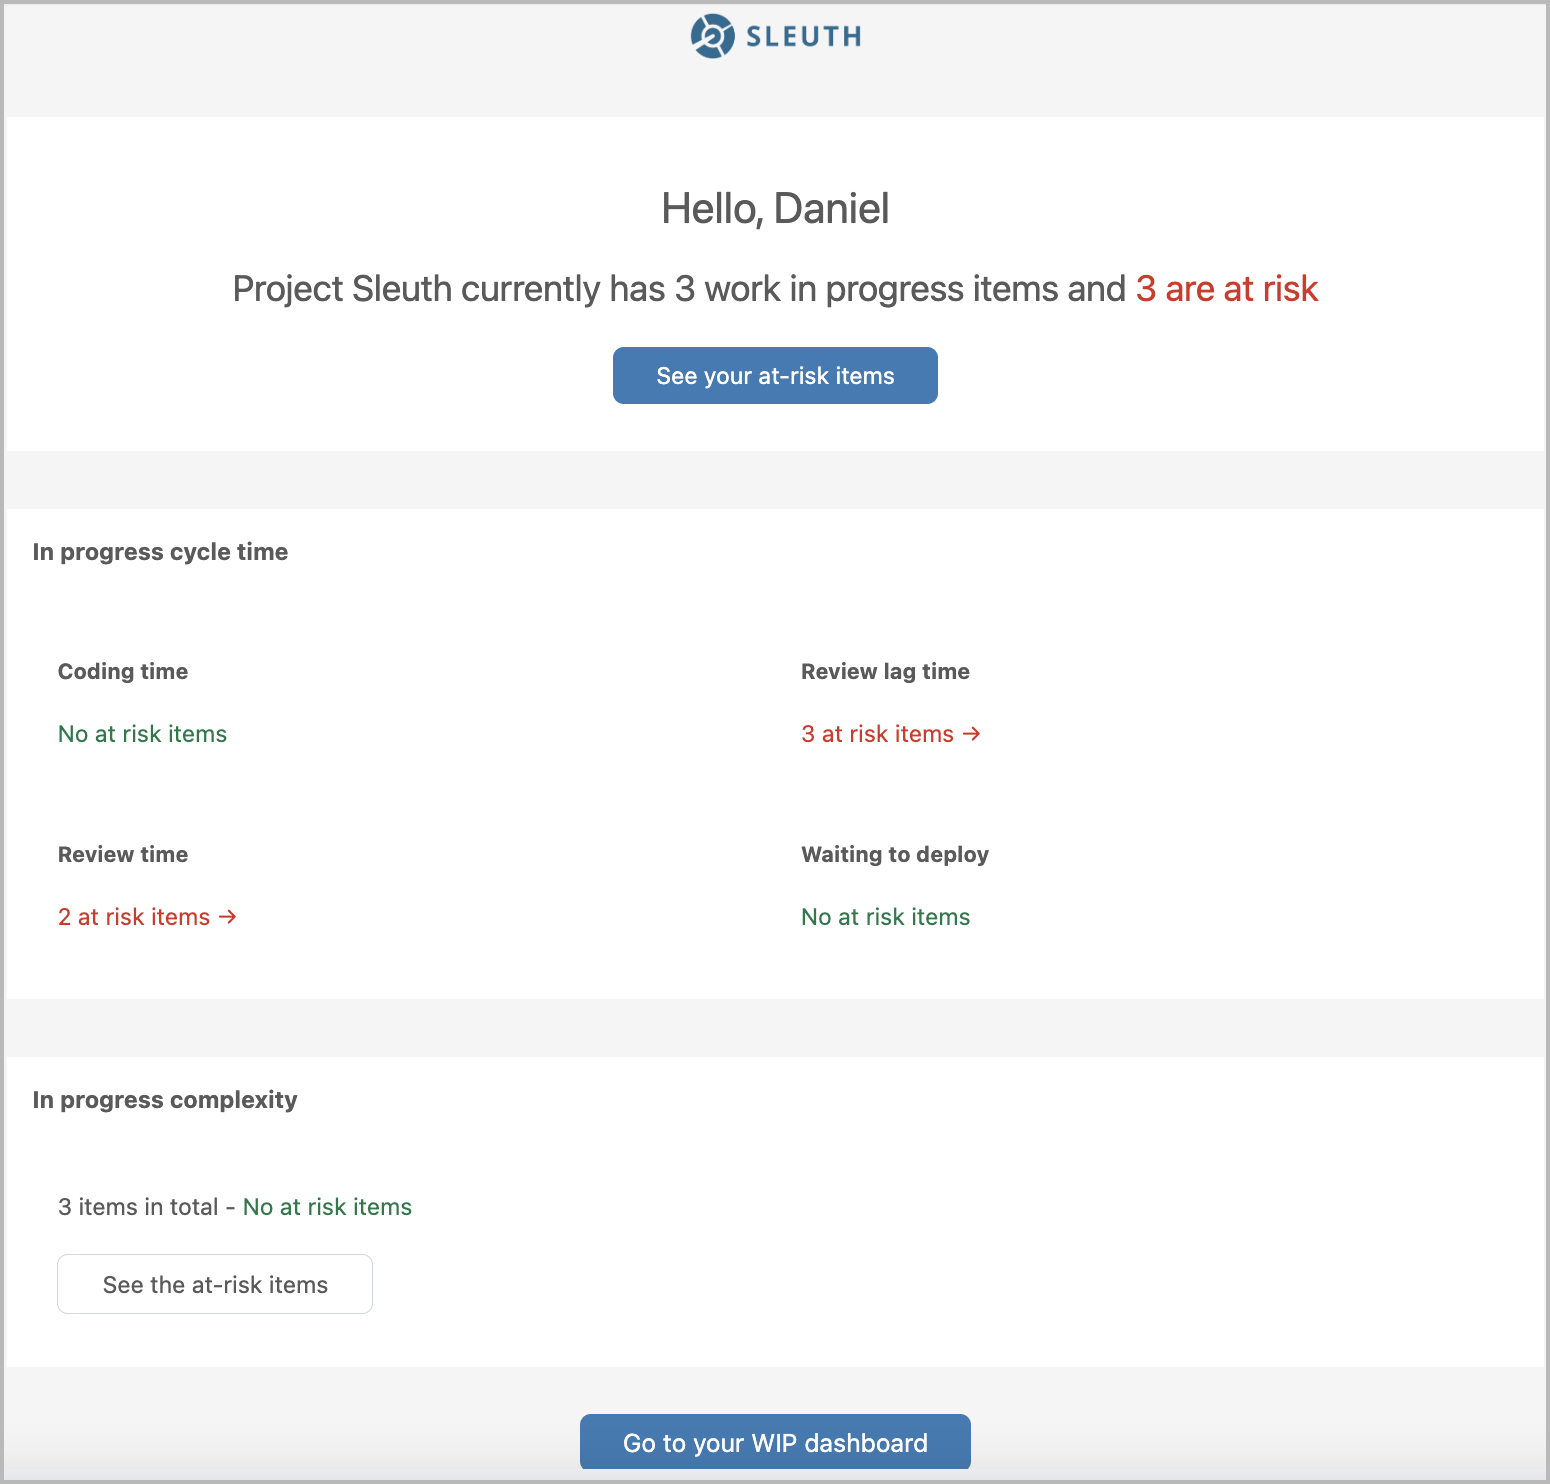 SLEUTH
Hello, Daniel
Project Sleuth currently has 3 work in progress items and 3 are at risk
See your at-risk items
In progress cycle time
Coding time
No at risk items
Review lag time
3 at risk items →
Review time
2 at risk items →
Waiting to deploy
No at risk items
In progress complexity
3 items in total - No at risk items
See the at-risk items
Go to your WIP dashboard